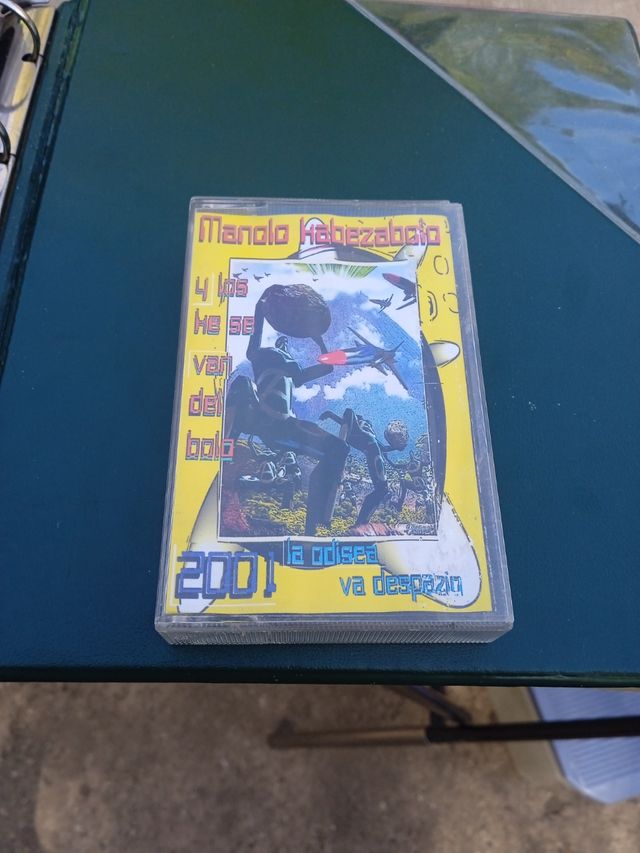 Manolo kabezabolo
y los
ke se
van
del
bolo
2001 la odisea
va despazio